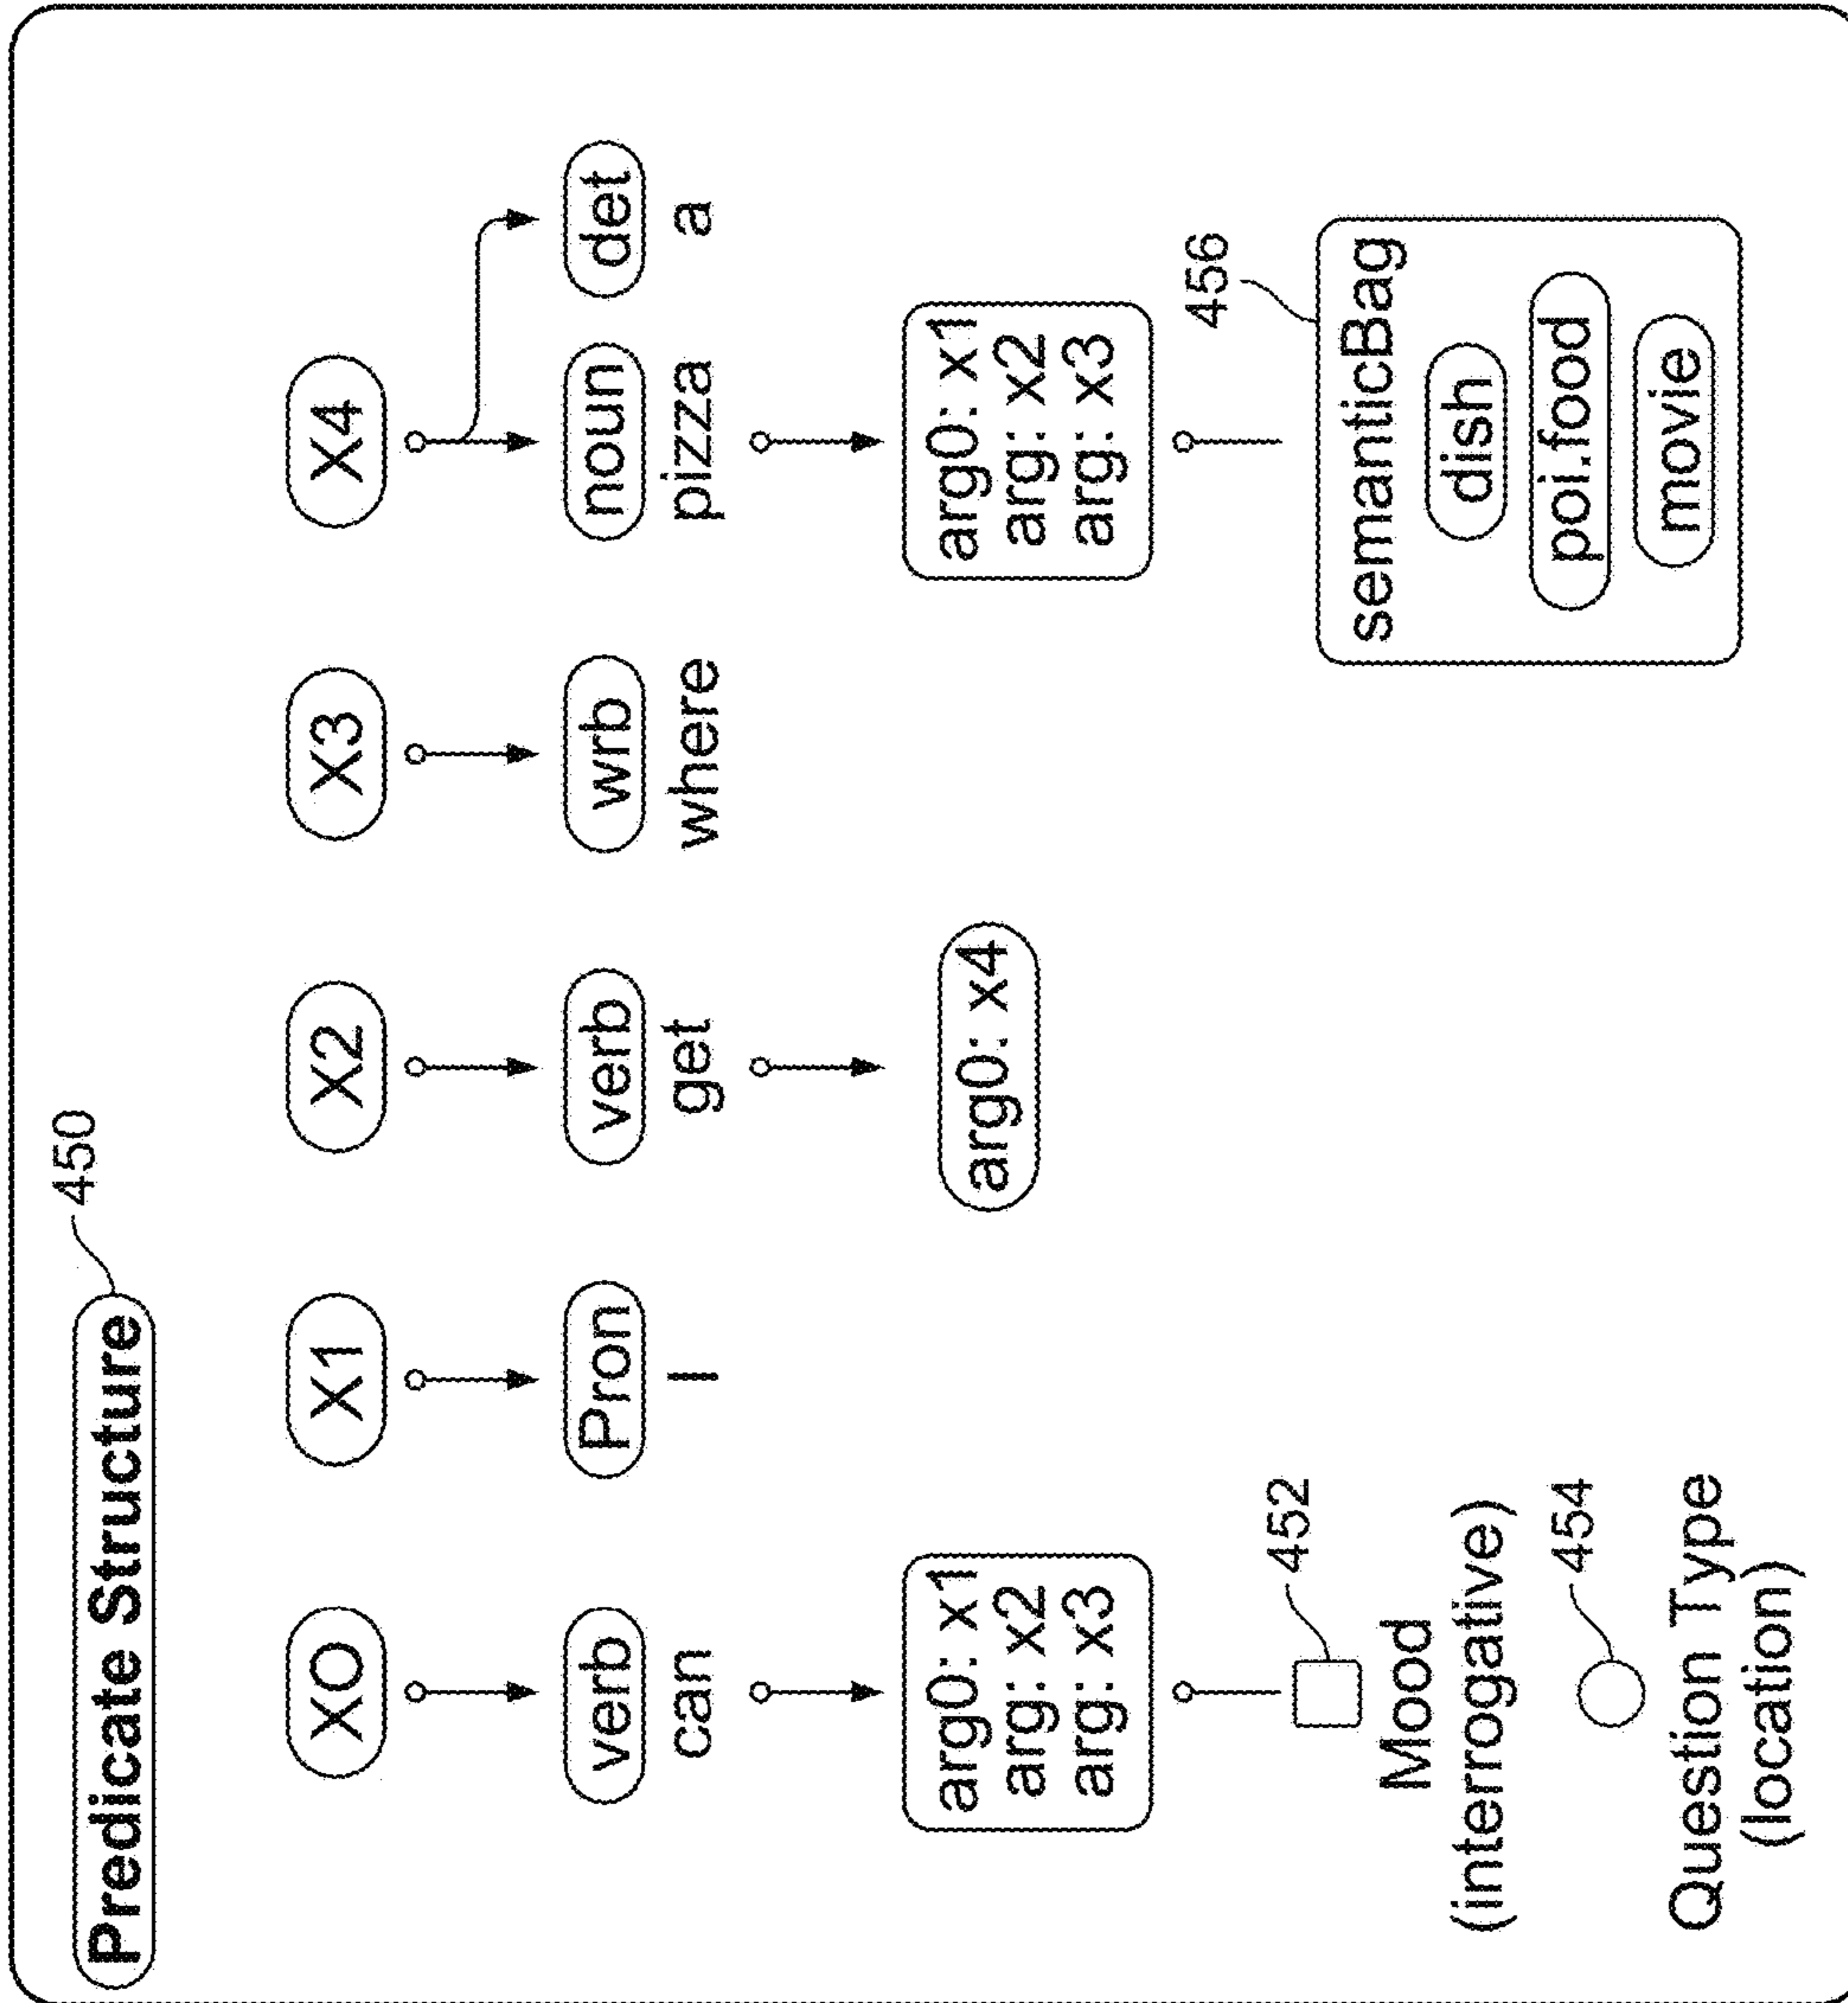 Predicate Structure
450
XO
X1
X2
X3
X4
verb
Pron
verb
wrb
noun
det
can
I
get
where
pizza
a
arg0: x1
arg: x2
arg: x3
arg0: x4
arg0: x1
arg: x2
arg: x3
452
Mood
(interrogative)
454
Question Type
(location)
456
semanticBag
dish
poi.food
movie